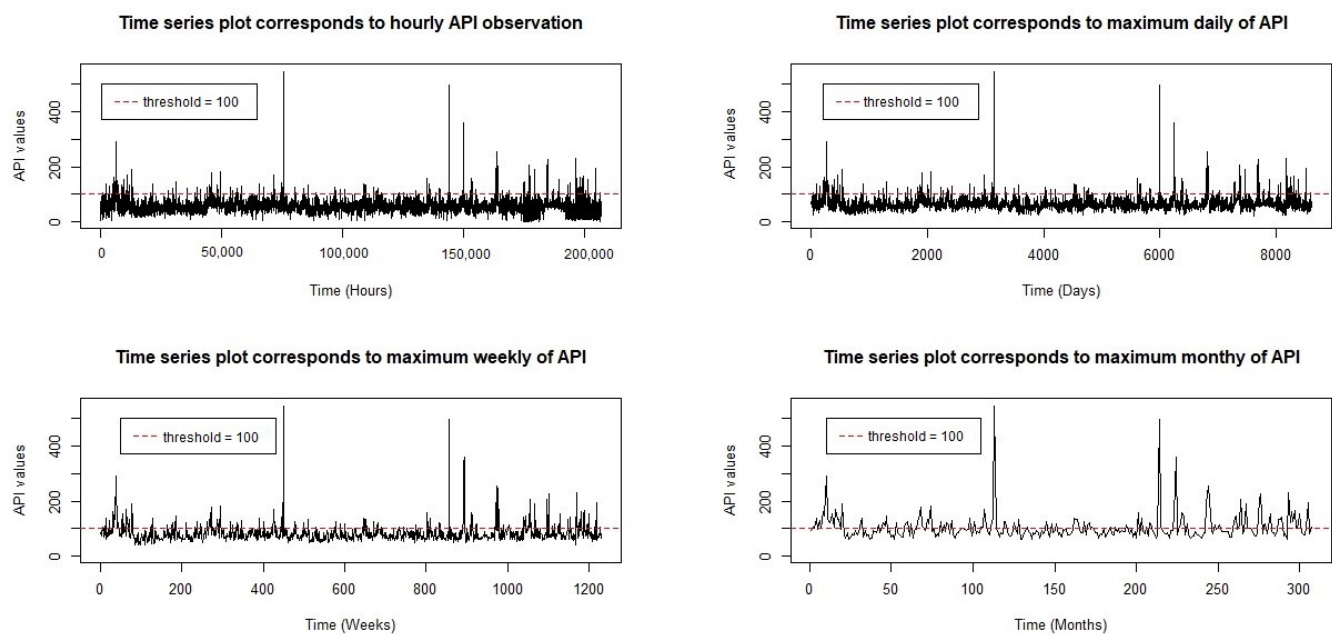 Time series plot corresponds to hourly API observation
API values
400
200
0
threshold = 100
0
50,000
100,000
150,000
200,000
Time (Hours)
Time series plot corresponds to maximum daily of API
API values
400
200
0
threshold = 100
0
2000
4000
6000
8000
Time (Days)
Time series plot corresponds to maximum weekly of API
API values
400
200
0
threshold = 100
0
200
400
600
800
1000
1200
Time (Weeks)
Time series plot corresponds to maximum monthy of API
API values
400
200
0
threshold = 100
0
50
100
150
200
250
300
Time (Months)